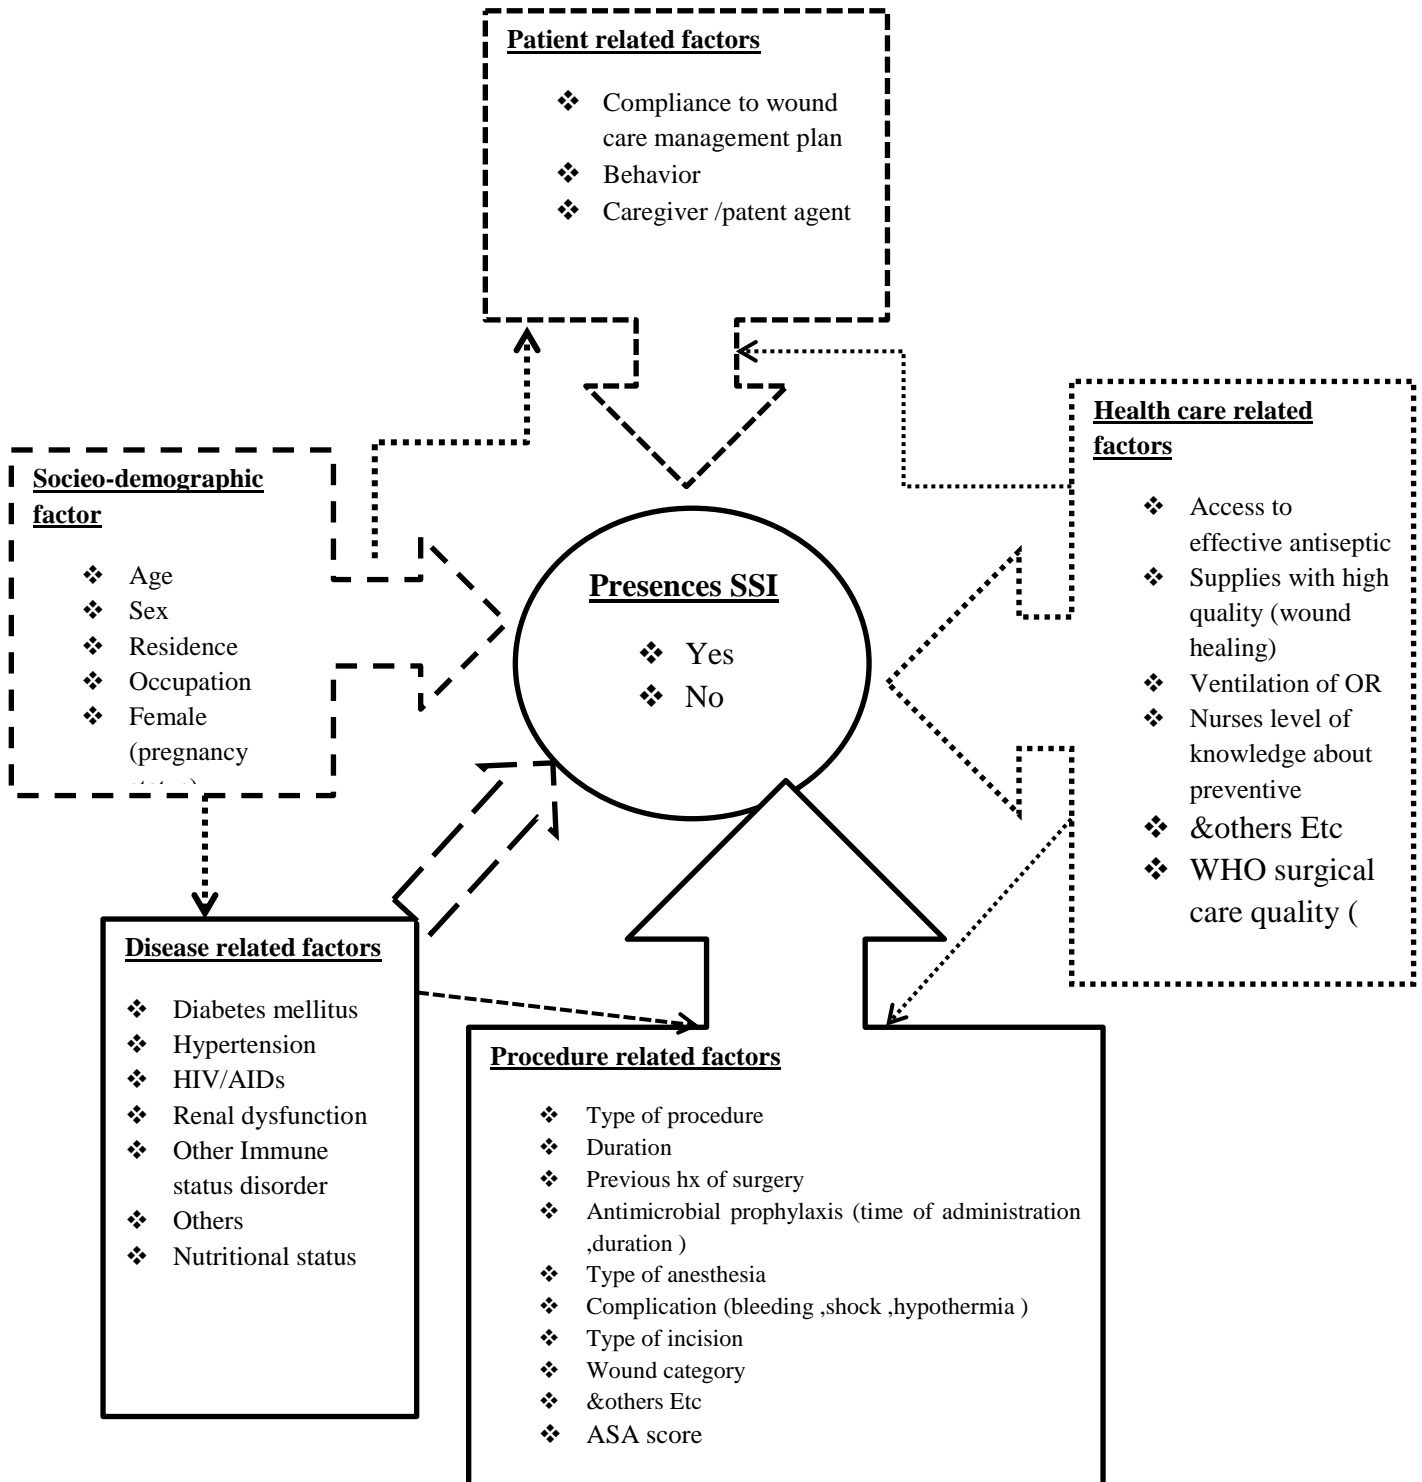 Patient related factors
❖ Compliance to wound
care management plan
❖ Behavior
❖ Caregiver /patent agent
Health care related
factors
❖ Access to
effective antiseptic
❖ Supplies with high
quality (wound
healing)
❖ Ventilation of OR
❖ Nurses level of
knowledge about
preventive
❖ &others Etc
❖ WHO surgical
care quality (
Socieo-demographic
factor
❖ Age
❖ Sex
❖ Residence
❖ Occupation
❖ Female
(pregnancy
Presences SSI
❖ Yes
❖ No
Disease related factors
❖ Diabetes mellitus
❖ Hypertension
❖ HIV/AIDs
❖ Renal dysfunction
❖ Other Immune
status disorder
❖ Others
❖ Nutritional status
Procedure related factors
❖ Type of procedure
❖ Duration
❖ Previous hx of surgery
❖ Antimicrobial prophylaxis (time of administration
,duration )
❖ Type of anesthesia
❖ Complication (bleeding ,shock ,hypothermia )
❖ Type of incision
❖ Wound category
❖ &others Etc
❖ ASA score